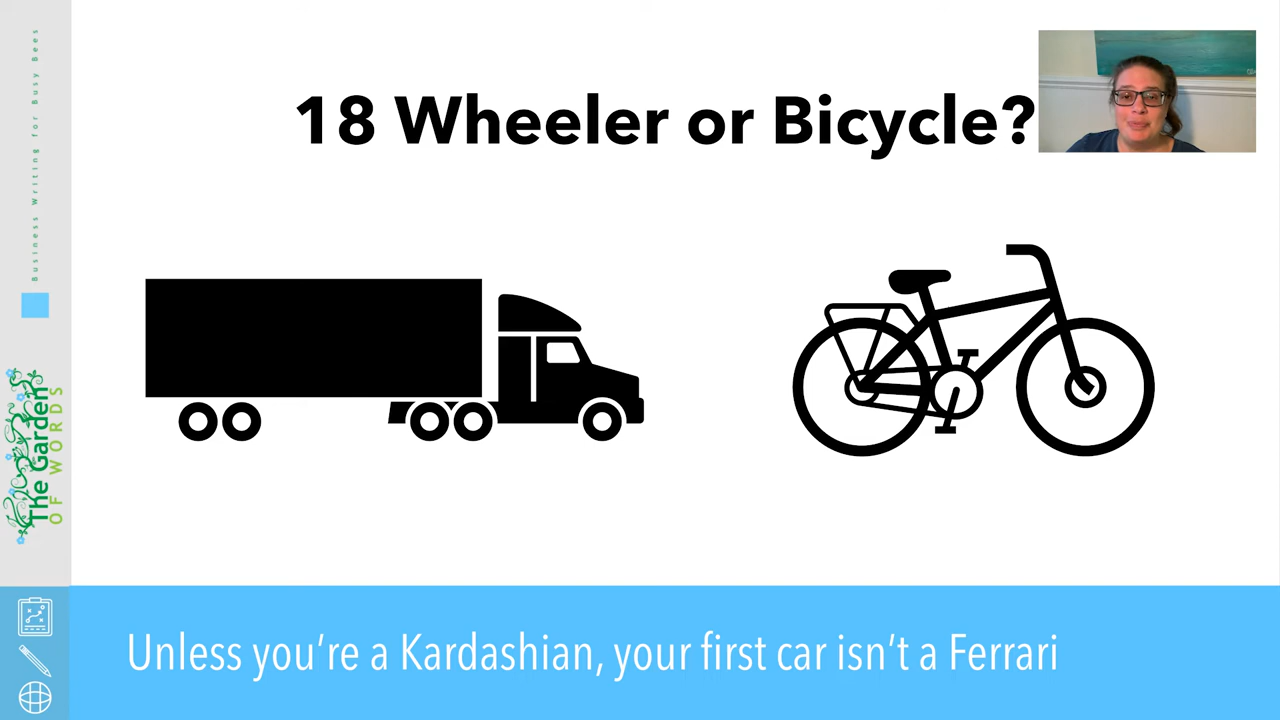 18 Wheeler or Bicycle?
Unless you’re a Kardashian, your first car isn’t a Ferrari
Business Writing for Busy Bees
The Garden
OF WORDS